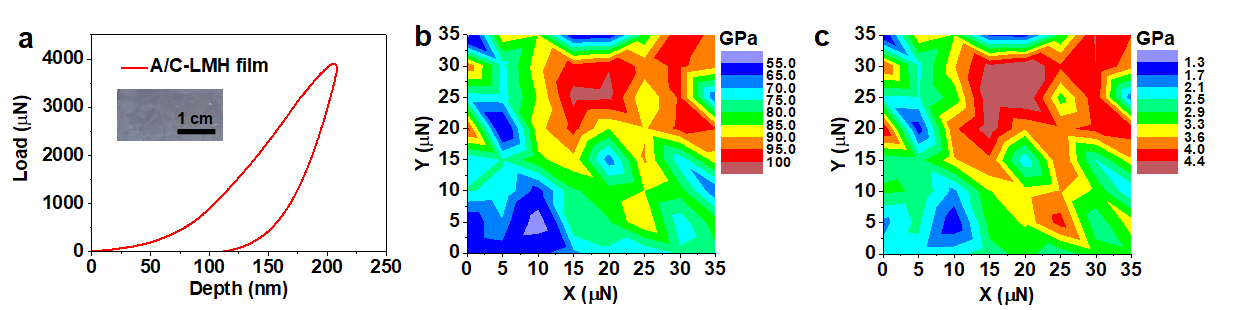 a
A/C-LMH film
1 cm
Load (μN)
4000
3000
2000
1000
0
0 50 100 150 200 250
Depth (nm)
b
Y (μN)
35
30
25
20
15
10
5
0
0 5 10 15 20 25 30 35
X (μN)
GPa
55.0
65.0
70.0
75.0
80.0
85.0
90.0
95.0
100
c
Y (μN)
35
30
25
20
15
10
5
0
0 5 10 15 20 25 30 35
X (μN)
GPa
1.3
1.7
2.1
2.5
2.9
3.3
3.6
4.0
4.4